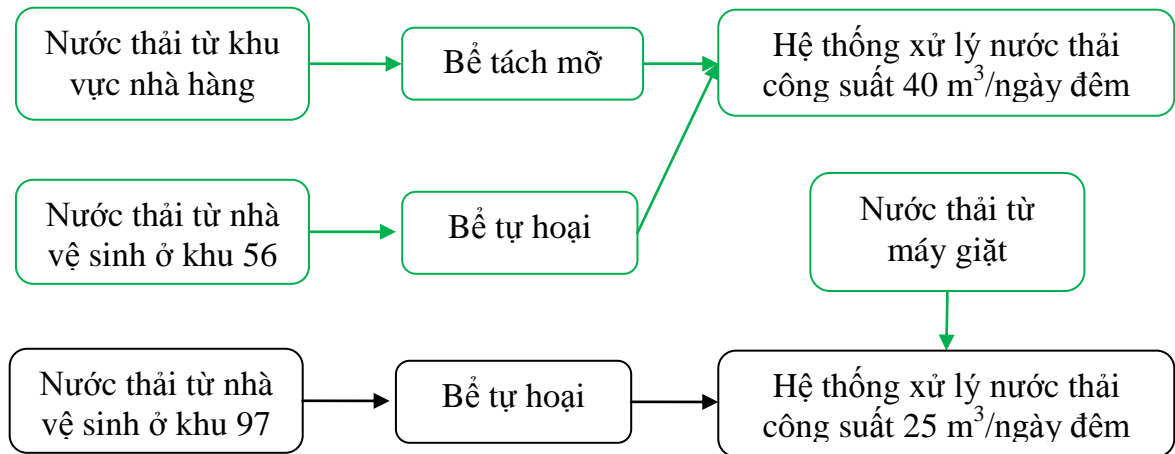 Nước thải từ khu
vực nhà hàng
Bể tách mỡ
Hệ thống xử lý nước thải
công suất 40 m³/ngày đêm
Nước thải từ nhà
vệ sinh ở khu 56
Bể tự hoại
Nước thải từ
máy giặt
Nước thải từ nhà
vệ sinh ở khu 97
Bể tự hoại
Hệ thống xử lý nước thải
công suất 25 m³/ngày đêm